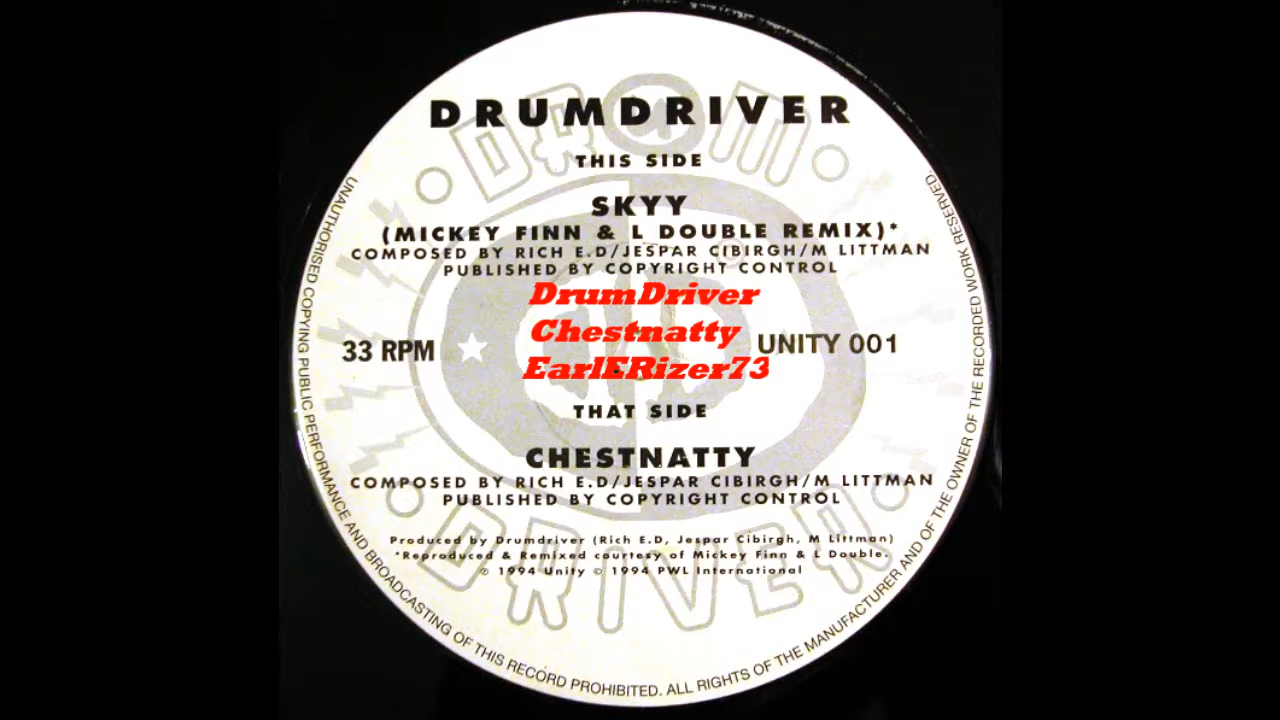 DRUMDRIVER
THIS SIDE
SKYY
(MICKEY FINN & L DOUBLE REMIX)*
COMPOSED BY RICH E.D/JESPAR CIBIRGH/M LITTMAN
PUBLISHED BY COPYRIGHT CONTROL
DrumDriver
Chestnatty
EarlERizer73
33 RPM
UNITY 001
THAT SIDE
CHESTNATTY
COMPOSED BY RICH E.D/JESPAR CIBIRGH/M LITTMAN
PUBLISHED BY COPYRIGHT CONTROL
Produced by Drumdriver (Rich E.D, Jespar Cibirgh, M Littman)
*Reproduced & Remixed courtesy of Mickey Finn & L Double.
℗ 1994 Unity © 1994 PWL International
UNAUTHORISED COPYING PUBLIC PERFORMANCE AND BROADCASTING OF THIS RECORD PROHIBITED. ALL RIGHTS OF THE MANUFACTURER AND OF THE OWNER OF THE RECORDED WORK RESERVED.
DRUM
DRIVER